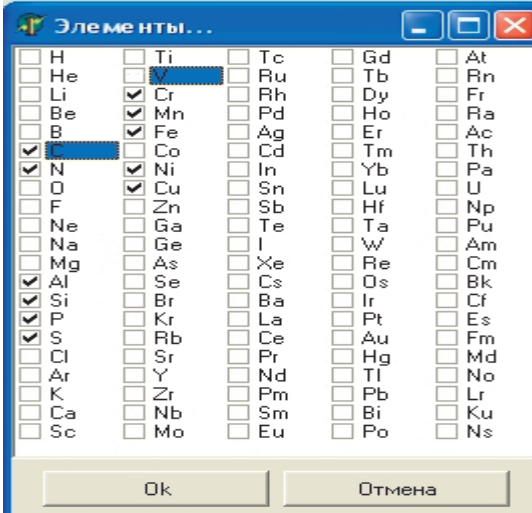 Элементы...
H Ti Tc Gd At
He V Ru Tb Rn
Li Cr Rh Dy Fr
Be Mn Pd Ho Ra
B Fe Ag Er Ac
C Co Cd Tm Th
N Ni In Yb Pa
O Cu Sn Lu U
F Zn Sb Hf Np
Ne Ga Te Ta Pu
Na Ge I W Am
Mg As Xe Re Cm
Al Se Cs Os Bk
Si Br Ba Ir Cf
P Kr La Pt Es
S Rb Ce Au Fm
Cl Sr Pr Hg Md
Ar Y Nd Tl No
K Zr Pm Pb Lr
Ca Nb Sm Bi Ku
Sc Mo Eu Po Ns
Ok Отмена